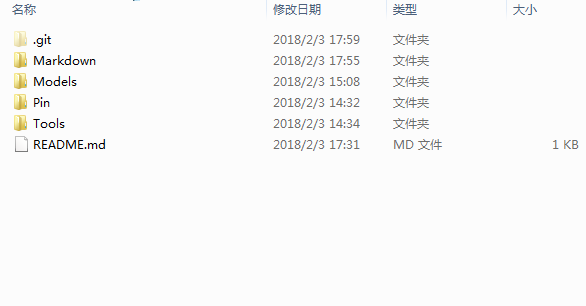 名称 修改日期 类型 大小
.git 2018/2/3 17:59 文件夹
Markdown 2018/2/3 17:55 文件夹
Models 2018/2/3 15:08 文件夹
Pin 2018/2/3 14:32 文件夹
Tools 2018/2/3 14:34 文件夹
README.md 2018/2/3 17:31 MD 文件 1 KB